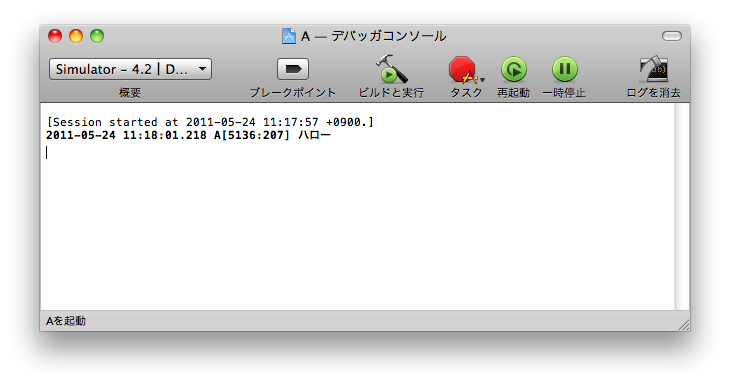 A — デバッガコンソール
Simulator – 4.2 | D...
概要
ブレークポイント
ビルドと実行
タスク
再起動
一時停止
ログを消去
[Session started at 2011-05-24 11:17:57 +0900.]
2011-05-24 11:18:01.218 A[5136:207] ハロー
Aを起動